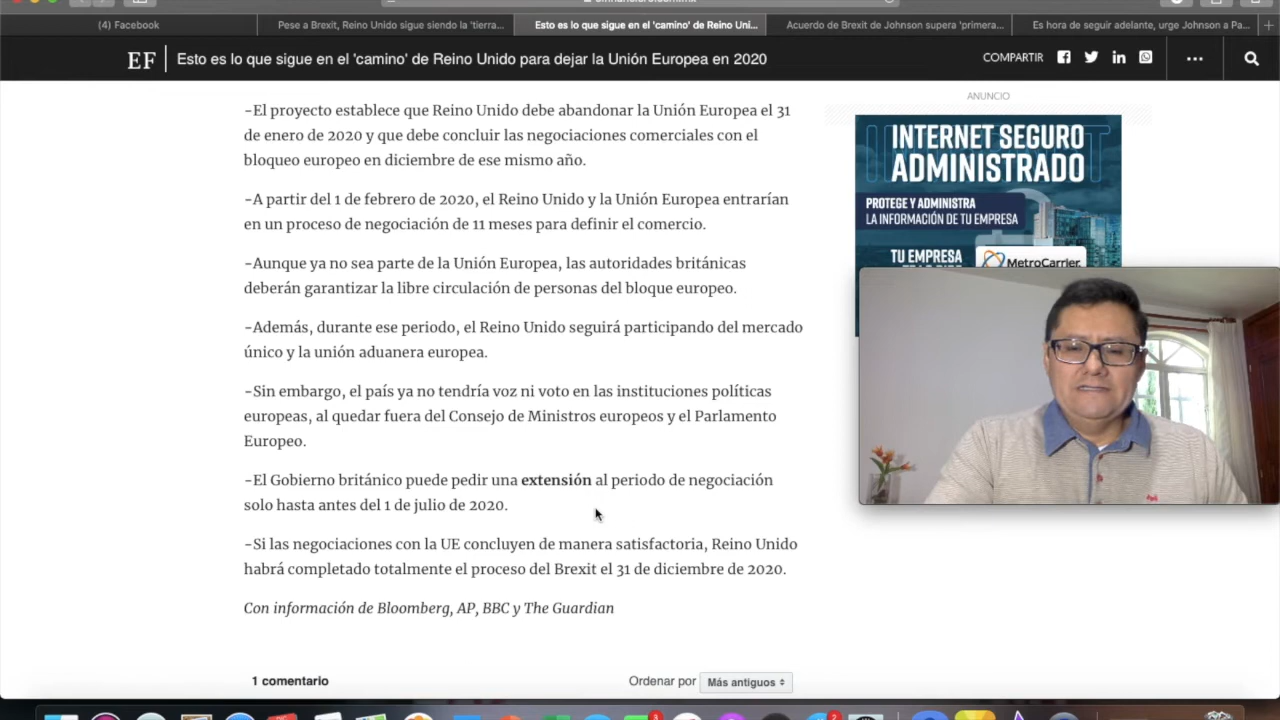 (4) Facebook
Pese a Brexit, Reino Unido sigue siendo la 'tierra...
Esto es lo que sigue en el 'camino' de Reino Uni...
Acuerdo de Brexit de Johnson supera 'primera...
Es hora de seguir adelante, urge Johnson a Pa...
EF
Esto es lo que sigue en el 'camino' de Reino Unido para dejar la Unión Europea en 2020
COMPARTIR
-El proyecto establece que Reino Unido debe abandonar la Unión Europea el 31
de enero de 2020 y que debe concluir las negociaciones comerciales con el
bloqueo europeo en diciembre de ese mismo año.
-A partir del 1 de febrero de 2020, el Reino Unido y la Unión Europea entrarían
en un proceso de negociación de 11 meses para definir el comercio.
-Aunque ya no sea parte de la Unión Europea, las autoridades británicas
deberán garantizar la libre circulación de personas del bloque europeo.
-Además, durante ese periodo, el Reino Unido seguirá participando del mercado
único y la unión aduanera europea.
-Sin embargo, el país ya no tendría voz ni voto en las instituciones políticas
europeas, al quedar fuera del Consejo de Ministros europeos y el Parlamento
Europeo.
-El Gobierno británico puede pedir una extensión al periodo de negociación
solo hasta antes del 1 de julio de 2020.
-Si las negociaciones con la UE concluyen de manera satisfactoria, Reino Unido
habrá completado totalmente el proceso del Brexit el 31 de diciembre de 2020.
Con información de Bloomberg, AP, BBC y The Guardian
1 comentario
Ordenar por
Más antiguos
ANUNCIO
INTERNET SEGURO
ADMINISTRADO
PROTEGE Y ADMINISTRA
LA INFORMACIÓN DE TU EMPRESA
TU EMPRESA
MetroCarrier
3
2